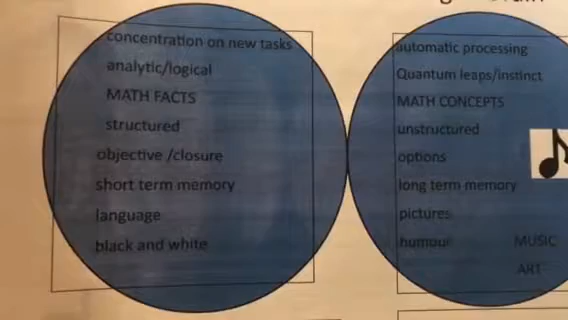 concentration on new tasks
analytic/logical
MATH FACTS
structured
objective /closure
short term memory
language
black and white
automatic processing
Quantum leaps/instinct
MATH CONCEPTS
unstructured
options
long term memory
pictures
humour MUSIC
ART